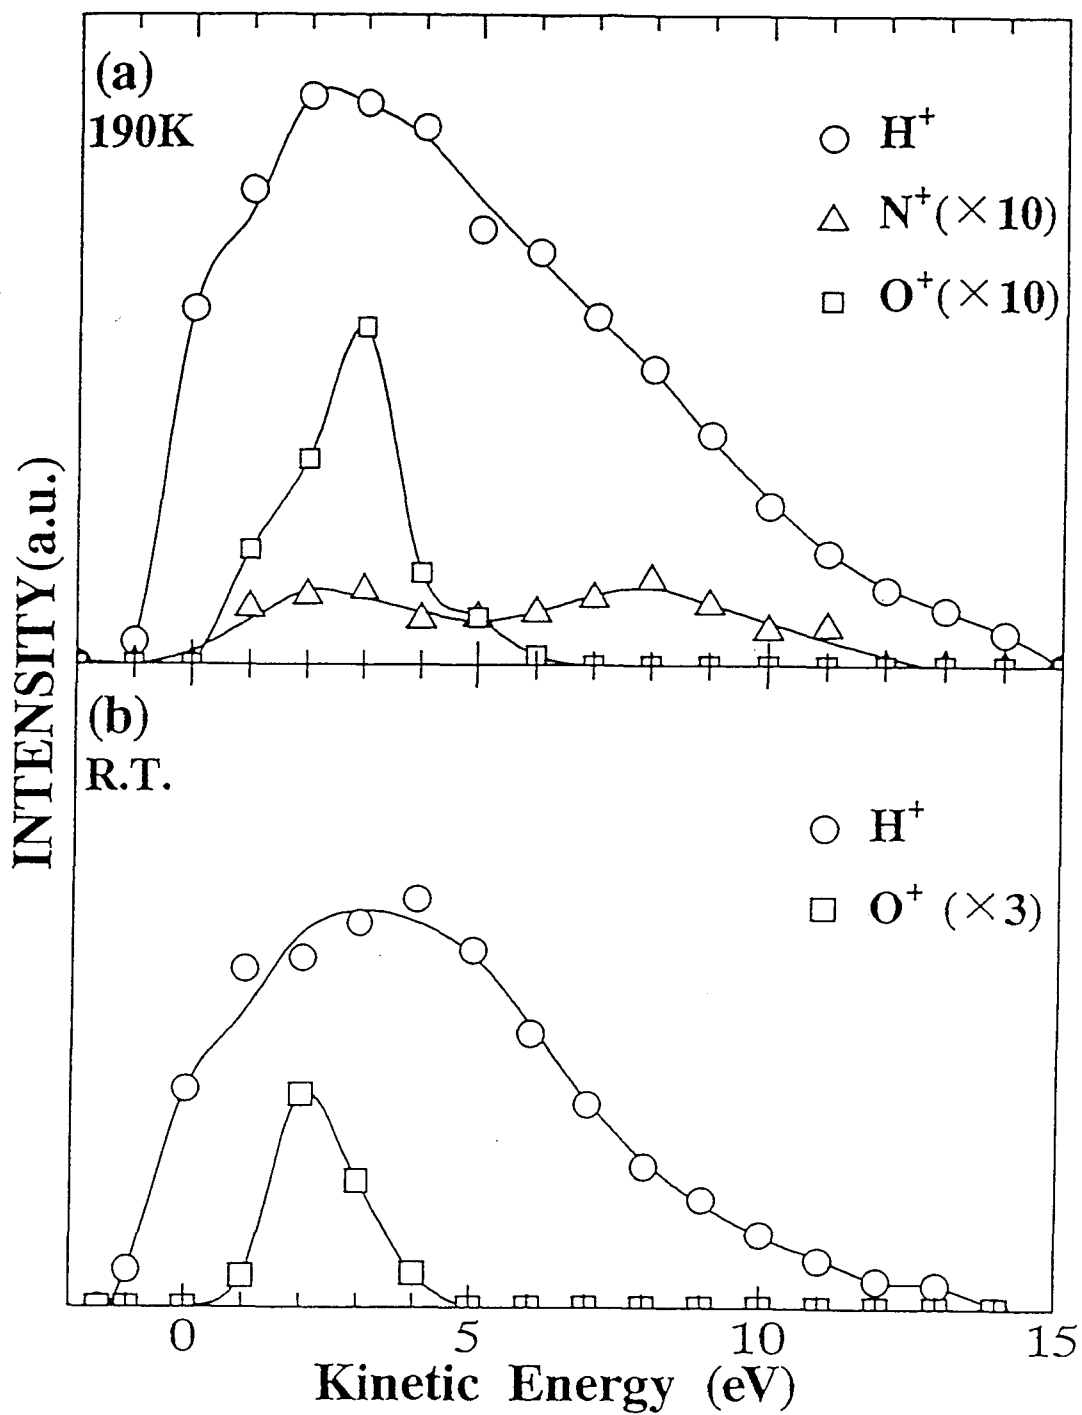 (a)
190K
H⁺
N⁺(×10)
O⁺(×10)
INTENSITY(a.u.)
(b)
R.T.
H⁺
O⁺ (×3)
0 5 10 15
Kinetic Energy (eV)